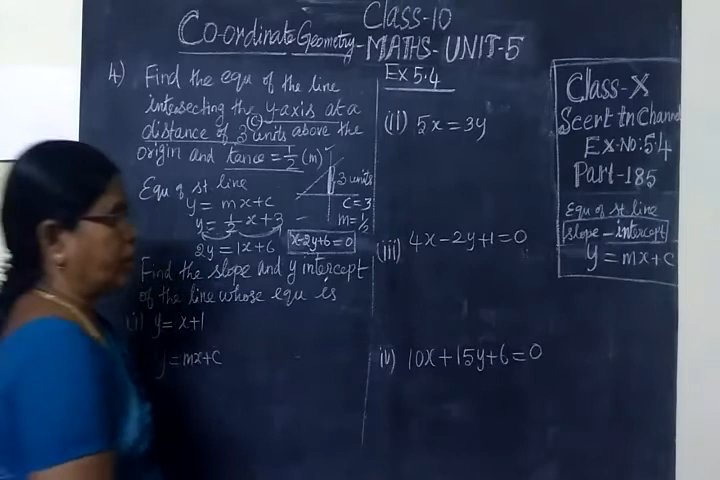 Class-10
Co-ordinate Geometry-MATHS-UNIT-5
4) Find the equ of the line
intersecting the y-axis at a
(c)
distance of 3 units above the
origin and tanα = 1/2 (m)
3 units
Equ of st line
y = mx+c
c = 3
y = 1/2 x + 3
m = 1/2
2y = 1x+6
x-2y+6=0
Find the slope and y intercept
of the line whose equ is
(i) y = x+1
y = mx+c
Ex 5.4
(ii) 5x = 3y
(iii) 4x-2y+1=0
iv) 10x+15y+6=0
Class-X
Scert tn Channel
Ex.No:5.4
Part-185
Equ of st line
slope-intercept
y = mx+c